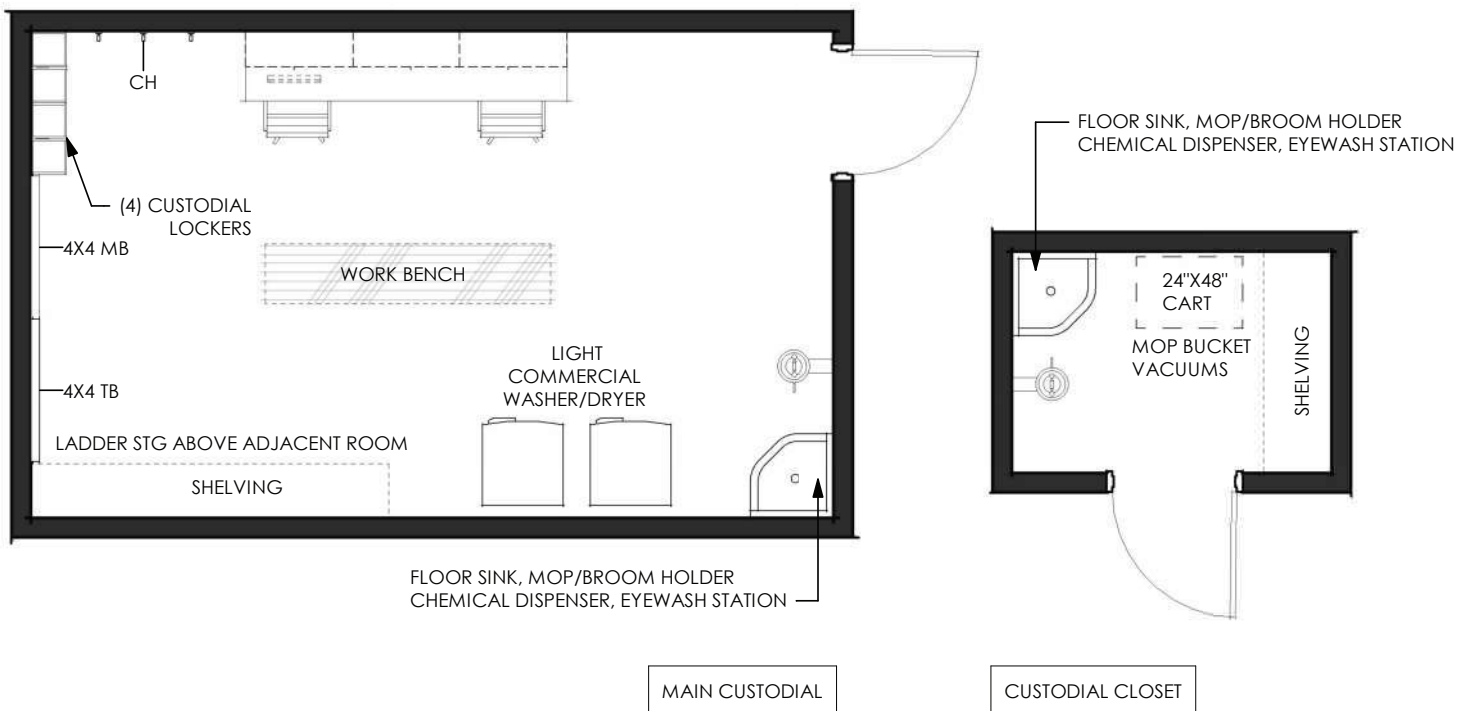 CH
(4) CUSTODIAL
LOCKERS
4X4 MB
WORK BENCH
4X4 TB
LIGHT
COMMERCIAL
WASHER/DRYER
LADDER STG ABOVE ADJACENT ROOM
SHELVING
FLOOR SINK, MOP/BROOM HOLDER
CHEMICAL DISPENSER, EYEWASH STATION
FLOOR SINK, MOP/BROOM HOLDER
CHEMICAL DISPENSER, EYEWASH STATION
24"X48"
CART
MOP BUCKET
VACUUMS
SHELVING
MAIN CUSTODIAL
CUSTODIAL CLOSET